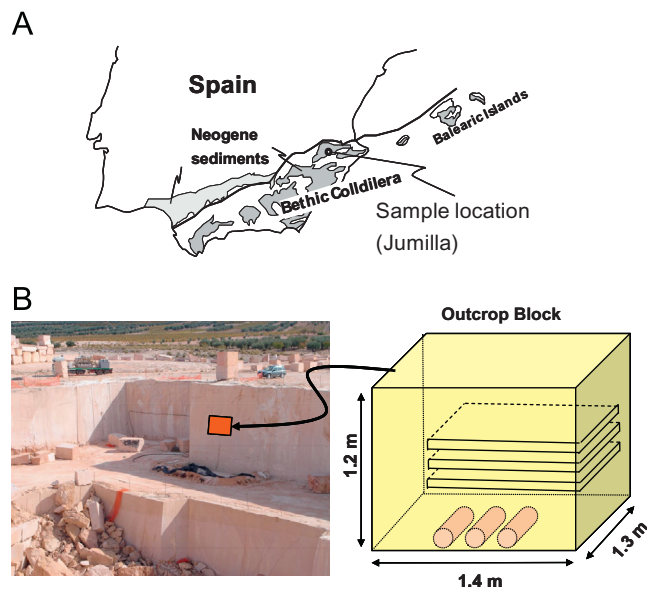 A
Spain
Neogene
sediments
Balearic Islands
Bethic Colldilera
Sample location
(Jumilla)
B
Outcrop Block
1.2 m
1.3 m
1.4 m